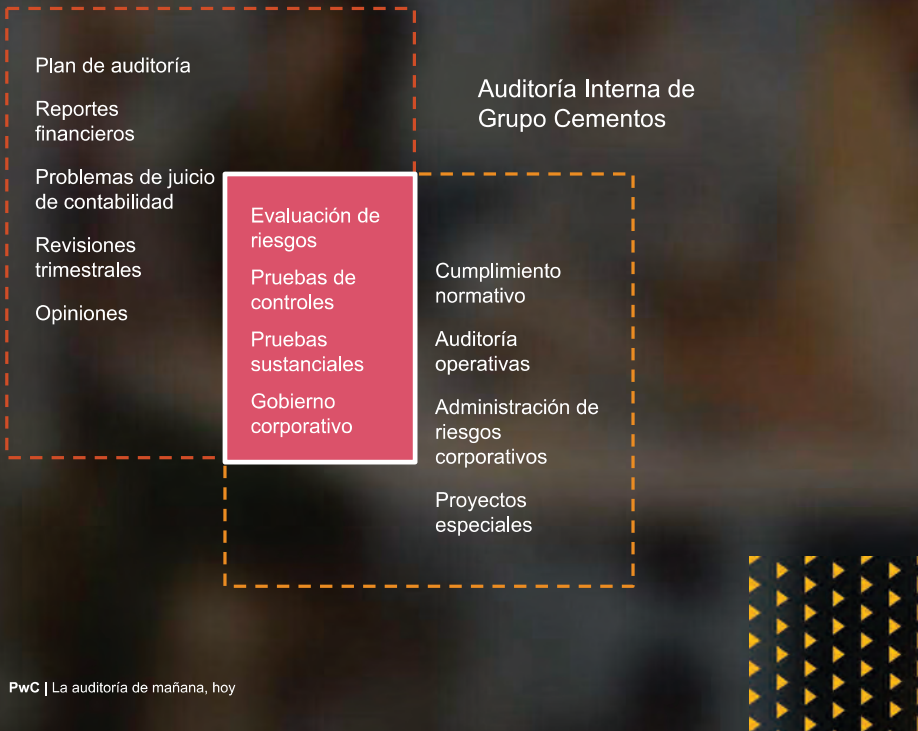 Plan de auditoría
Reportes
financieros
Problemas de juicio
de contabilidad
Revisiones
trimestrales
Opiniones
Auditoría Interna de
Grupo Cementos
Evaluación de
riesgos
Pruebas de
controles
Pruebas
sustanciales
Gobierno
corporativo
Cumplimiento
normativo
Auditoría
operativas
Administración de
riesgos
corporativos
Proyectos
especiales
PwC | La auditoría de mañana, hoy